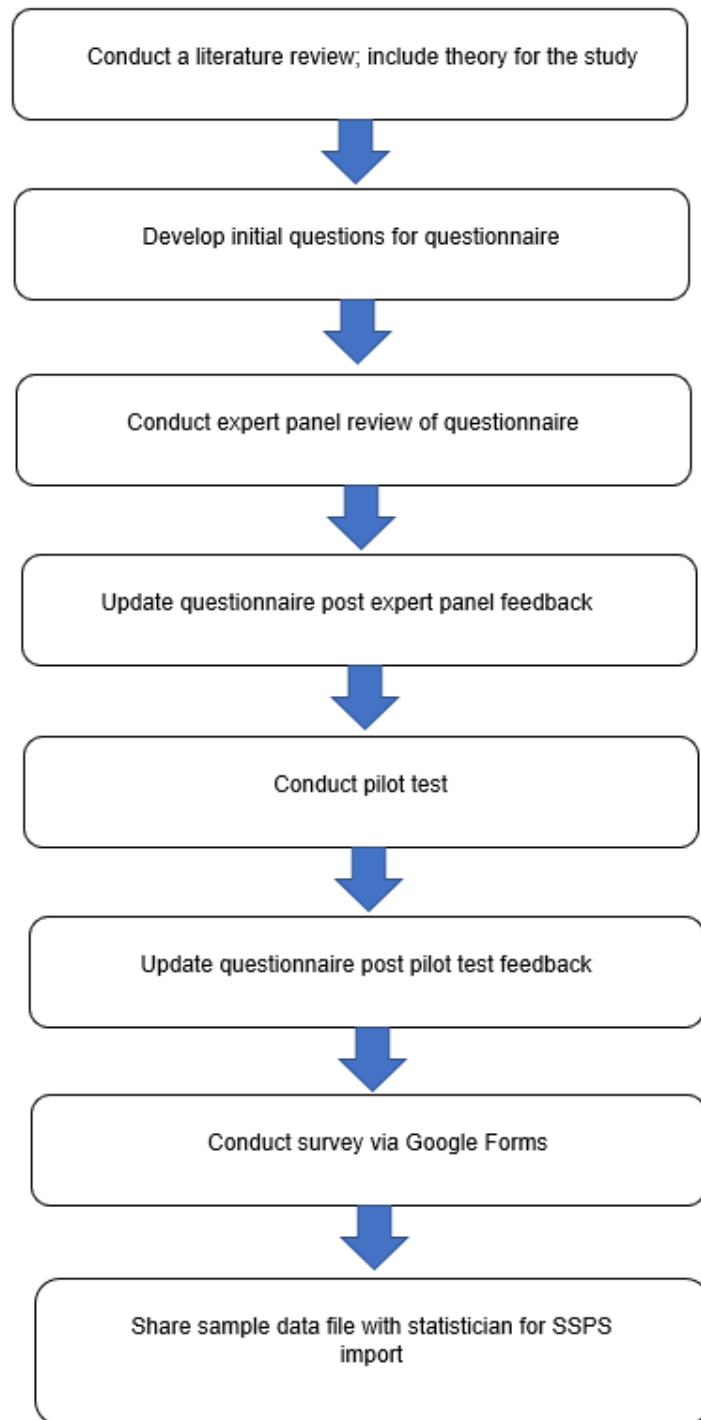 Conduct a literature review; include theory for the study
Develop initial questions for questionnaire
Conduct expert panel review of questionnaire
Update questionnaire post expert panel feedback
Conduct pilot test
Update questionnaire post pilot test feedback
Conduct survey via Google Forms
Share sample data file with statistician for SSPS
import